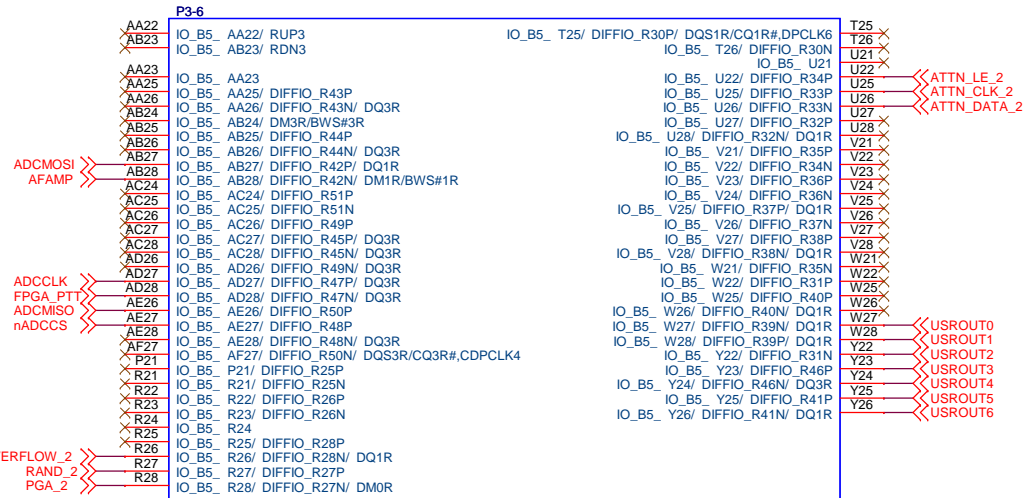 P3-6
AA22 IO_B5_ AA22/ RUP3
AB23 IO_B5_ AB23/ RDN3
AA23 IO_B5_ AA23
AA25 IO_B5_ AA25/ DIFFIO_R43P
AA26 IO_B5_ AA26/ DIFFIO_R43N/ DQ3R
AB24 IO_B5_ AB24/ DM3R/BWS#3R
AB25 IO_B5_ AB25/ DIFFIO_R44P
AB26 IO_B5_ AB26/ DIFFIO_R44N/ DQ3R
ADCMOSI AB27 IO_B5_ AB27/ DIFFIO_R42P/ DQ1R
AFAMP AB28 IO_B5_ AB28/ DIFFIO_R42N/ DM1R/BWS#1R
AC24 IO_B5_ AC24/ DIFFIO_R51P
AC25 IO_B5_ AC25/ DIFFIO_R51N
AC26 IO_B5_ AC26/ DIFFIO_R49P
AC27 IO_B5_ AC27/ DIFFIO_R45P/ DQ3R
AC28 IO_B5_ AC28/ DIFFIO_R45N/ DQ3R
AD26 IO_B5_ AD26/ DIFFIO_R49N/ DQ3R
ADCCLK AD27 IO_B5_ AD27/ DIFFIO_R47P/ DQ3R
FPGA_PTT AD28 IO_B5_ AD28/ DIFFIO_R47N/ DQ3R
ADCMISO AE26 IO_B5_ AE26/ DIFFIO_R50P
nADCCS AE27 IO_B5_ AE27/ DIFFIO_R48P
AE28 IO_B5_ AE28/ DIFFIO_R48N/ DQ3R
AF27 IO_B5_ AF27/ DIFFIO_R50N/ DQS3R/CQ3R#,CDPCLK4
P21 IO_B5_ P21/ DIFFIO_R25P
R21 IO_B5_ R21/ DIFFIO_R25N
R22 IO_B5_ R22/ DIFFIO_R26P
R23 IO_B5_ R23/ DIFFIO_R26N
R24 IO_B5_ R24
R25 IO_B5_ R25/ DIFFIO_R28P
ERFLOW_2 R26 IO_B5_ R26/ DIFFIO_R28N/ DQ1R
RAND_2 R27 IO_B5_ R27/ DIFFIO_R27P
PGA_2 R28 IO_B5_ R28/ DIFFIO_R27N/ DM0R
IO_B5_ T25/ DIFFIO_R30P/ DQS1R/CQ1R#,DPCLK6 T25
IO_B5_ T26/ DIFFIO_R30N T26
IO_B5_ U21 U21
IO_B5_ U22/ DIFFIO_R34P U22 ATTN_LE_2
IO_B5_ U25/ DIFFIO_R33P U25 ATTN_CLK_2
IO_B5_ U26/ DIFFIO_R33N U26 ATTN_DATA_2
IO_B5_ U27/ DIFFIO_R32P U27
IO_B5_ U28/ DIFFIO_R32N/ DQ1R U28
IO_B5_ V21/ DIFFIO_R35P V21
IO_B5_ V22/ DIFFIO_R34N V22
IO_B5_ V23/ DIFFIO_R36P V23
IO_B5_ V24/ DIFFIO_R36N V24
IO_B5_ V25/ DIFFIO_R37P/ DQ1R V25
IO_B5_ V26/ DIFFIO_R37N V26
IO_B5_ V27/ DIFFIO_R38P V27
IO_B5_ V28/ DIFFIO_R38N/ DQ1R V28
IO_B5_ W21/ DIFFIO_R35N W21
IO_B5_ W22/ DIFFIO_R31P W22
IO_B5_ W25/ DIFFIO_R40P W25
IO_B5_ W26/ DIFFIO_R40N/ DQ1R W26
IO_B5_ W27/ DIFFIO_R39N/ DQ1R W27 USROUT0
IO_B5_ W28/ DIFFIO_R39P/ DQ1R W28 USROUT1
IO_B5_ Y22/ DIFFIO_R31N Y22 USROUT2
IO_B5_ Y23/ DIFFIO_R46P Y23 USROUT3
IO_B5_ Y24/ DIFFIO_R46N/ DQ3R Y24 USROUT4
IO_B5_ Y25/ DIFFIO_R41P Y25 USROUT5
IO_B5_ Y26/ DIFFIO_R41N/ DQ1R Y26 USROUT6